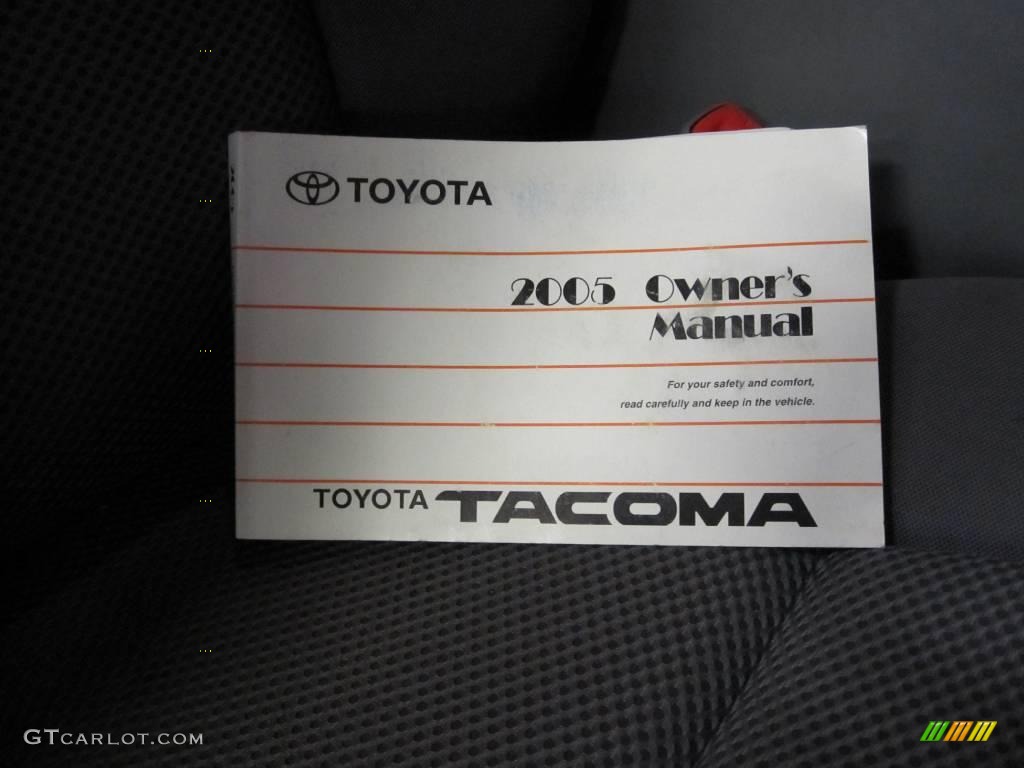 TOYOTA
2005 Owner's
Manual
For your safety and comfort,
read carefully and keep in the vehicle.
TOYOTA TACOMA
GTCARLOT.COM